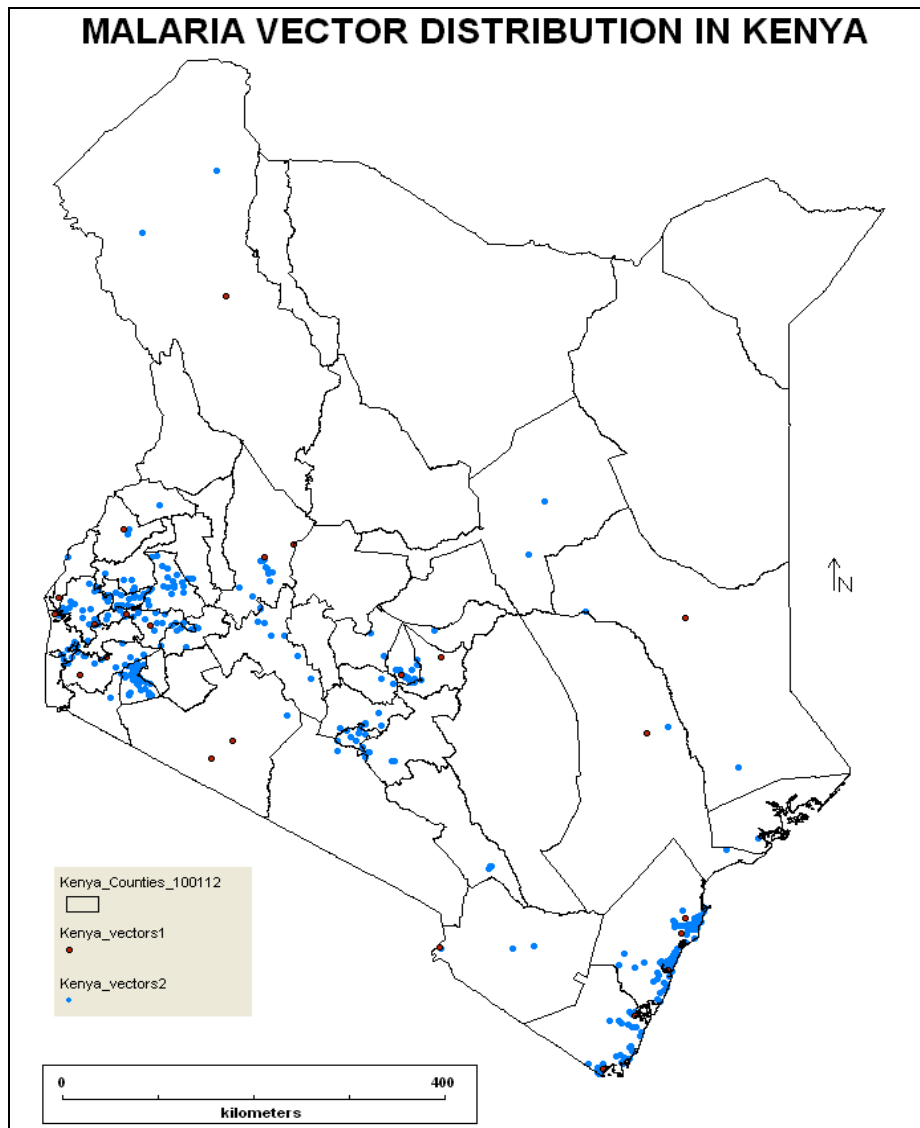 MALARIA VECTOR DISTRIBUTION IN KENYA
N
Kenya_Counties_100112
Kenya_vectors1
Kenya_vectors2
0 400
kilometers